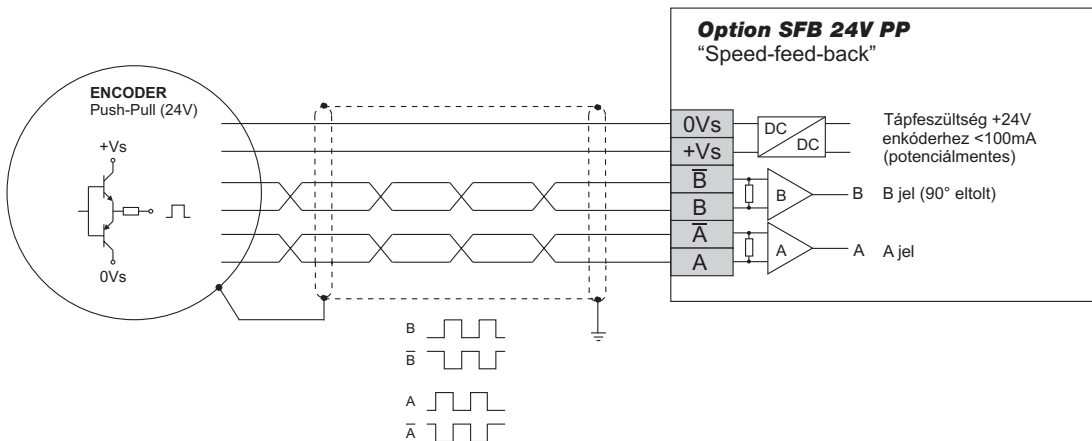 Option SFB 24V PP
“Speed-feed-back”
ENCODER
Push-Pull (24V)
+Vs
0Vs
0Vs
+Vs
B̅
B
A̅
A
DC
DC
Tápfeszültség +24V
enkóderhez <100mA
(potenciálmentes)
B
B
B jel (90° eltolt)
A
A
A jel
B
B̅
A
A̅